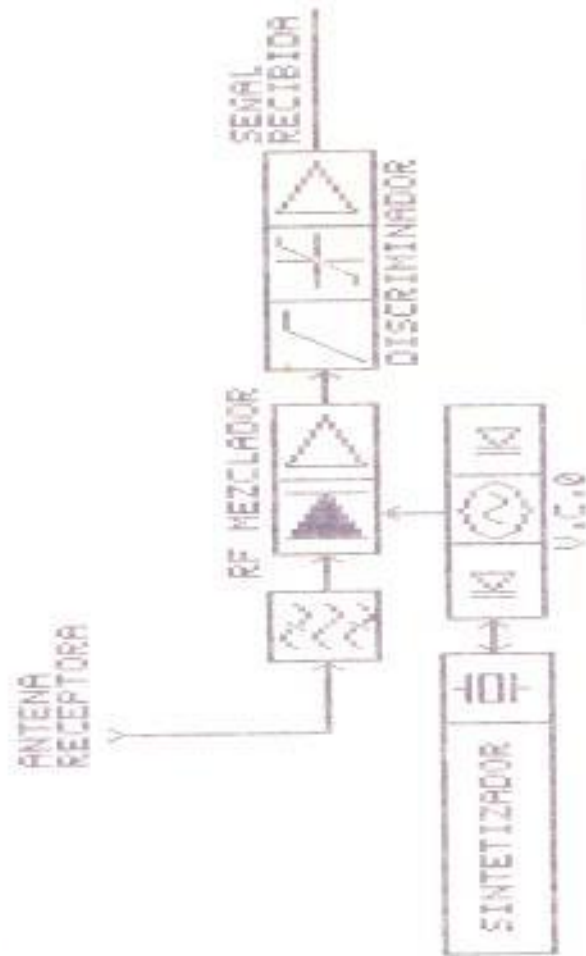 ANTENA
RECEPTORA
RF MEZCLADOR
SEÑAL
RECIBIDA
DISCRIMINADOR
SINTETIZADOR
V.C.O